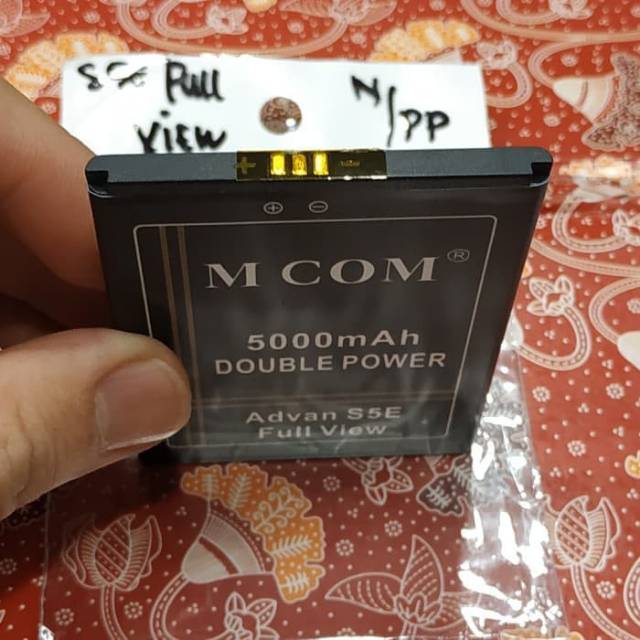 S5E Full
View
N/PP
+
⊕ ⊖
M COM®
5000mAh
DOUBLE POWER
Advan S5E
Full View